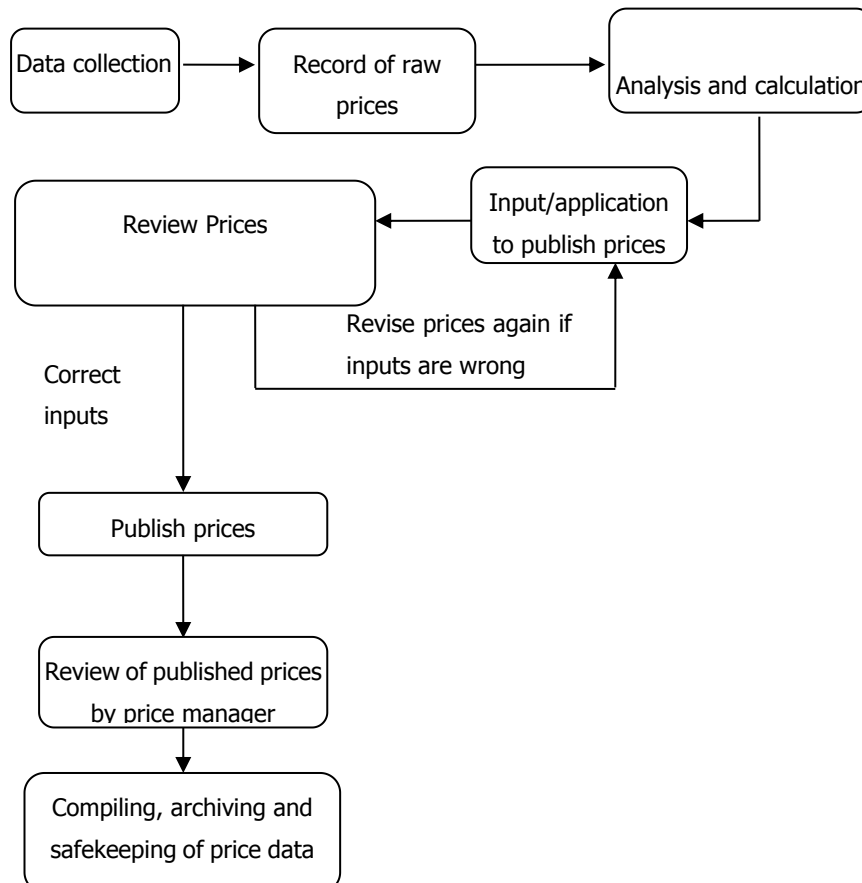 Data collection
Record of raw
prices
Analysis and calculation
Input/application
to publish prices
Review Prices
Revise prices again if
inputs are wrong
Correct
inputs
Publish prices
Review of published prices
by price manager
Compiling, archiving and
safekeeping of price data